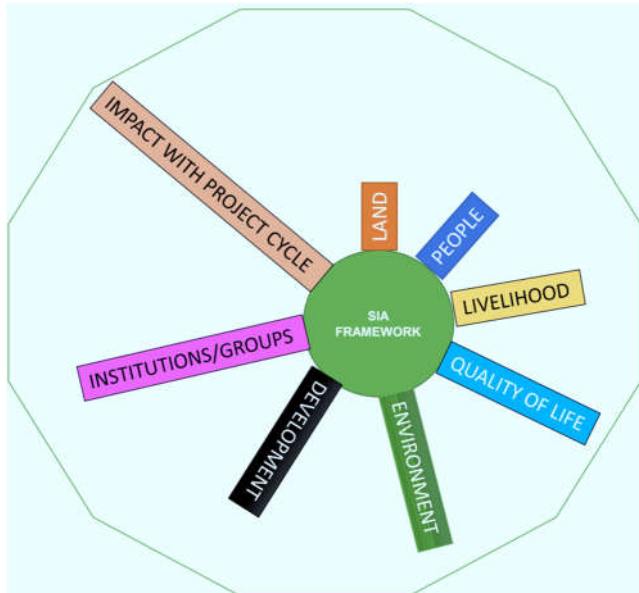 IMPACT WITH PROJECT CYCLE
LAND
PEOPLE
LIVELIHOOD
SIA
FRAMEWORK
QUALITY OF LIFE
INSTITUTIONS/GROUPS
DEVELOPMENT
ENVIRONMENT